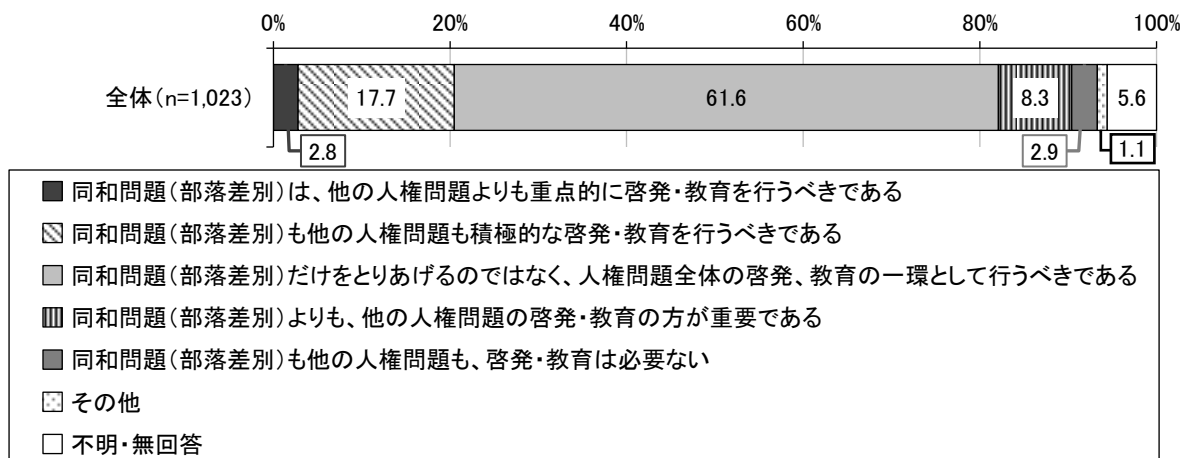 0% 20% 40% 60% 80% 100%
全体(n=1,023) 17.7 61.6 8.3 5.6
2.8 2.9 1.1
同和問題(部落差別)は、他の人権問題よりも重点的に啓発・教育を行うべきである
同和問題(部落差別)も他の人権問題も積極的な啓発・教育を行うべきである
同和問題(部落差別)だけをとりあげるのではなく、人権問題全体の啓発、教育の一環として行うべきである
同和問題(部落差別)よりも、他の人権問題の啓発・教育の方が重要である
同和問題(部落差別)も他の人権問題も、啓発・教育は必要ない
その他
不明・無回答